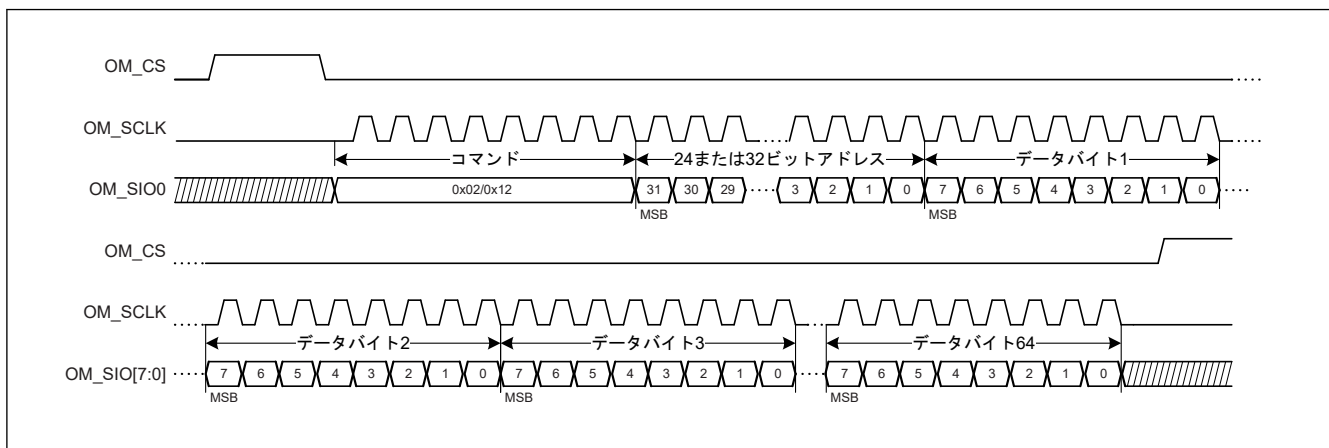 OM_CS
OM_SCLK
コマンド 24または32ビットアドレス データバイト1
OM_SIO0 0x02/0x12 31 30 29 3 2 1 0 7 6 5 4 3 2 1 0
MSB MSB
OM_CS
OM_SCLK
データバイト2 データバイト3 データバイト64
OM_SIO[7:0] 7 6 5 4 3 2 1 0 7 6 5 4 3 2 1 0 7 6 5 4 3 2 1 0
MSB MSB MSB